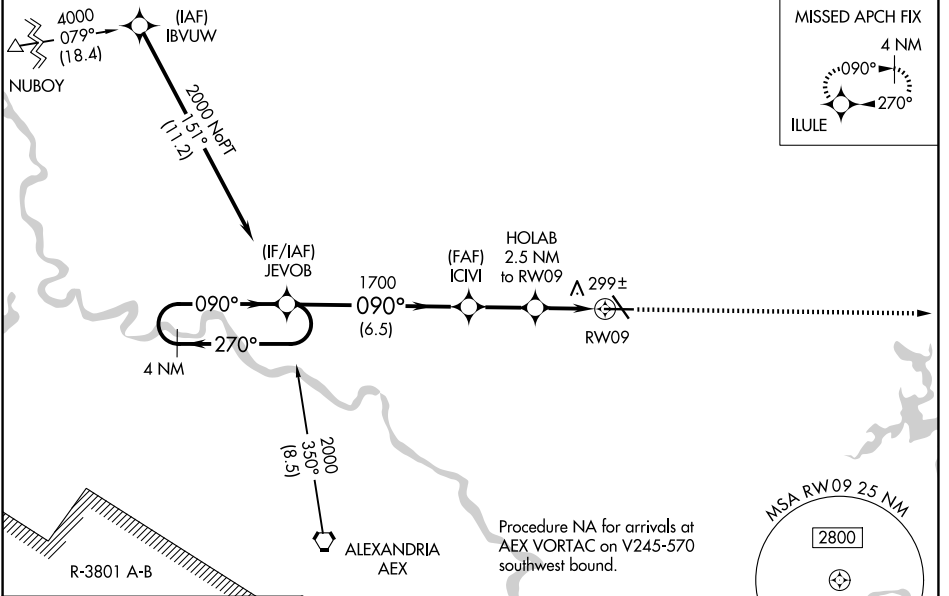 4000
079°
(18.4)
NUBOY
(IAF)
IBVUW
MISSED APCH FIX
4 NM
090°
270°
ILULE
2000 NoPT
151°
(11.2)
(IF/IAF)
JEVOB
090°
270°
4 NM
1700
090°
(6.5)
(FAF)
ICIVI
HOLAB
2.5 NM
to RW09
299±
RW09
2000
350°
(8.5)
ALEXANDRIA
AEX
Procedure NA for arrivals at
AEX VORTAC on V245-570
southwest bound.
R-3801 A-B
MSA RW09 25 NM
2800